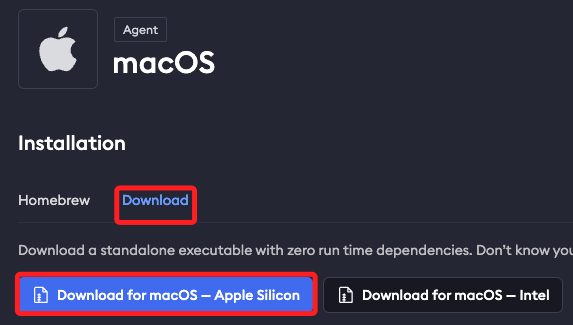 Agent
macOS
Installation
Homebrew Download
Download a standalone executable with zero run time dependencies. Don't know you
Download for macOS — Apple Silicon Download for macOS — Intel